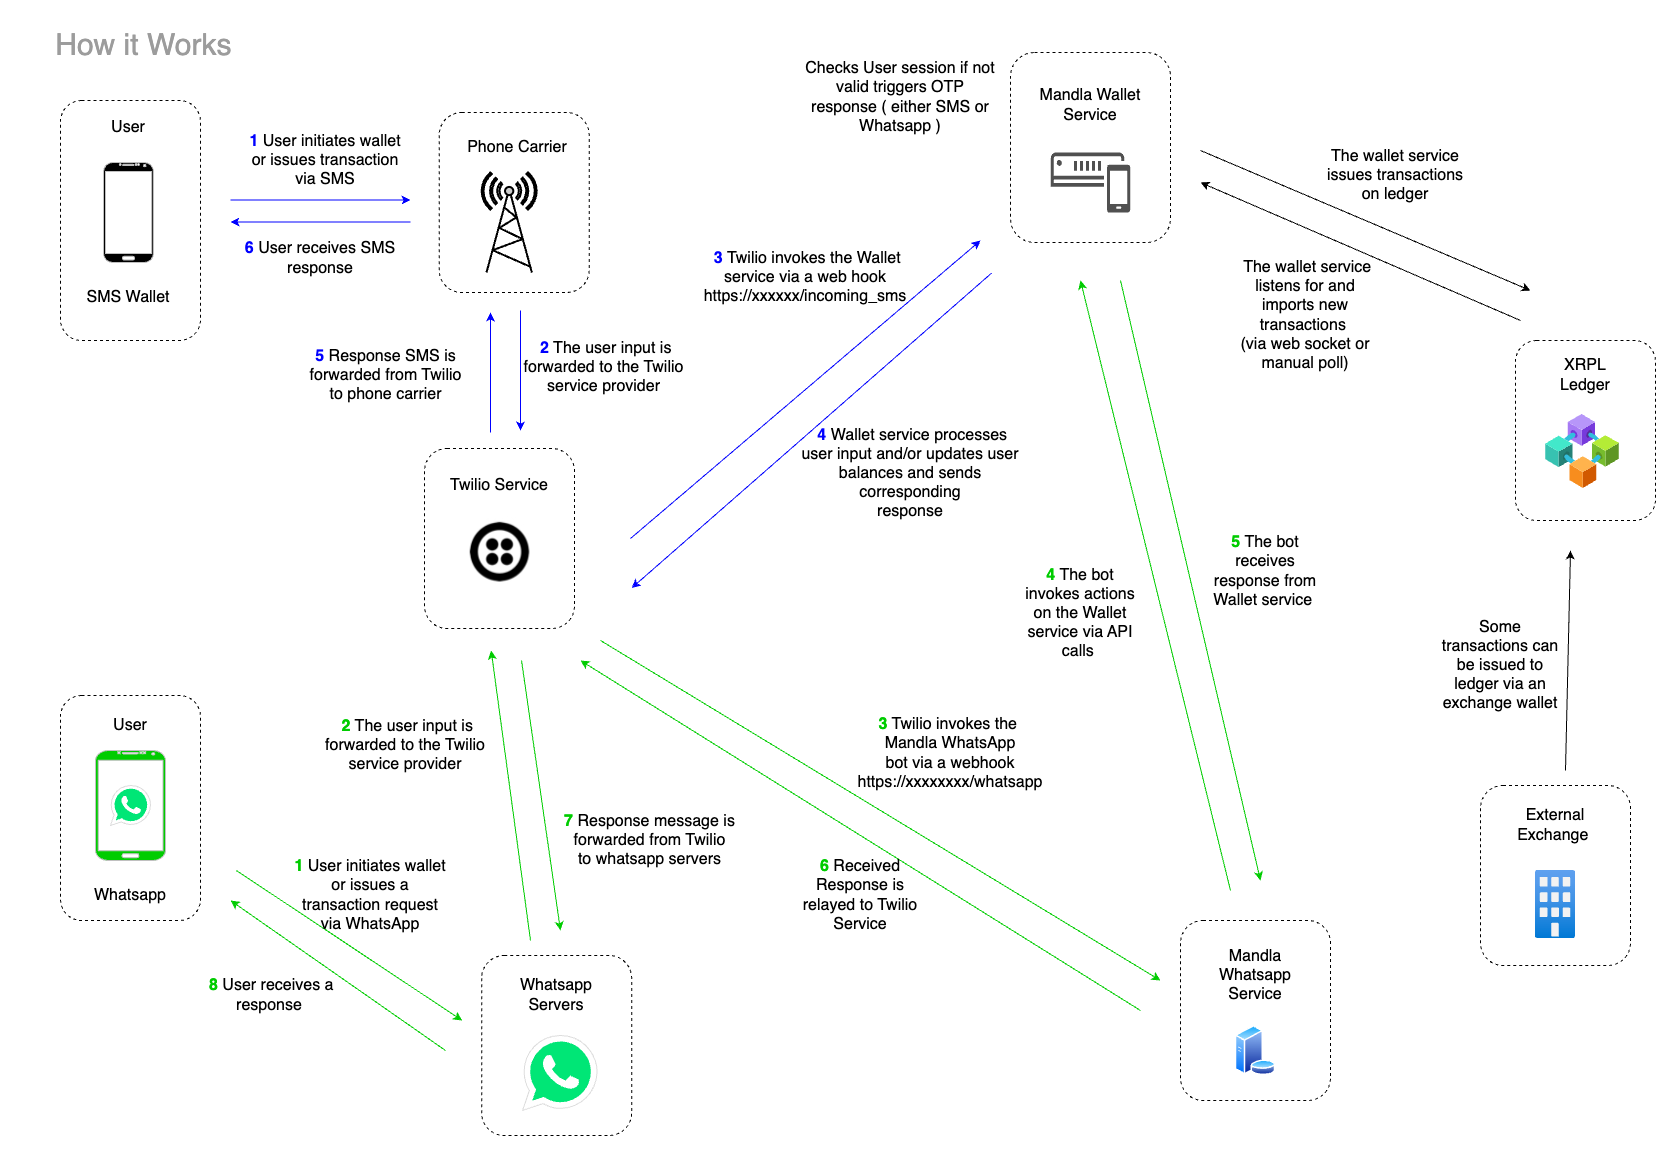 How it Works
User
SMS Wallet
1 User initiates wallet
or issues transaction
via SMS
6 User receives SMS
response
Phone Carrier
5 Response SMS is
forwarded from Twilio
to phone carrier
2 The user input is
forwarded to the Twilio
service provider
Twilio Service
3 Twilio invokes the Wallet
service via a web hook
https://xxxxxx/incoming_sms
4 Wallet service processes
user input and/or updates user
balances and sends
corresponding
response
Checks User session if not
valid triggers OTP
response ( either SMS or
Whatsapp )
Mandla Wallet
Service
The wallet service
issues transactions
on ledger
The wallet service
listens for and
imports new
transactions
(via web socket or
manual poll)
XRPL
Ledger
Some
transactions can
be issued to
ledger via an
exchange wallet
External
Exchange
User
Whatsapp
1 User initiates wallet
or issues a
transaction request
via WhatsApp
8 User receives a
response
Whatsapp
Servers
2 The user input is
forwarded to the Twilio
service provider
7 Response message is
forwarded from Twilio
to whatsapp servers
3 Twilio invokes the
Mandla WhatsApp
bot via a webhook
https://xxxxxxxx/whatsapp
6 Received
Response is
relayed to Twilio
Service
4 The bot
invokes actions
on the Wallet
service via API
calls
5 The bot
receives
response from
Wallet service
Mandla
Whatsapp
Service